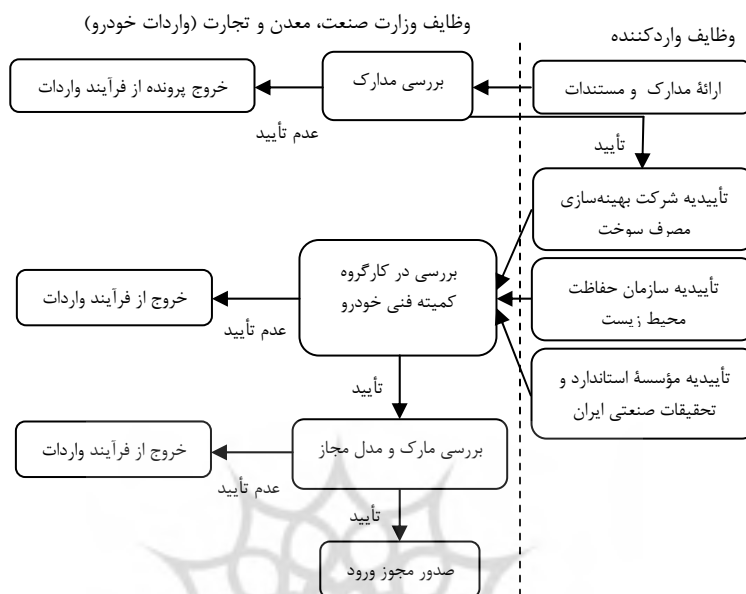 وظایف واردکننده
وظایف وزارت صنعت، معدن و تجارت (واردات خودرو)
ارائۀ مدارک و مستندات
بررسی مدارک
خروج پرونده از فرآیند واردات
عدم تأیید
تأیید
تأییدیه شرکت بهینه‌سازی
مصرف سوخت
تأییدیه سازمان حفاظت
محیط زیست
تأییدیه مؤسسۀ استاندارد و
تحقیقات صنعتی ایران
بررسی در کارگروه
کمیته فنی خودرو
خروج از فرآیند واردات
عدم تأیید
تأیید
بررسی مارک و مدل مجاز
خروج از فرآیند واردات
عدم تأیید
تأیید
صدور مجوز ورود